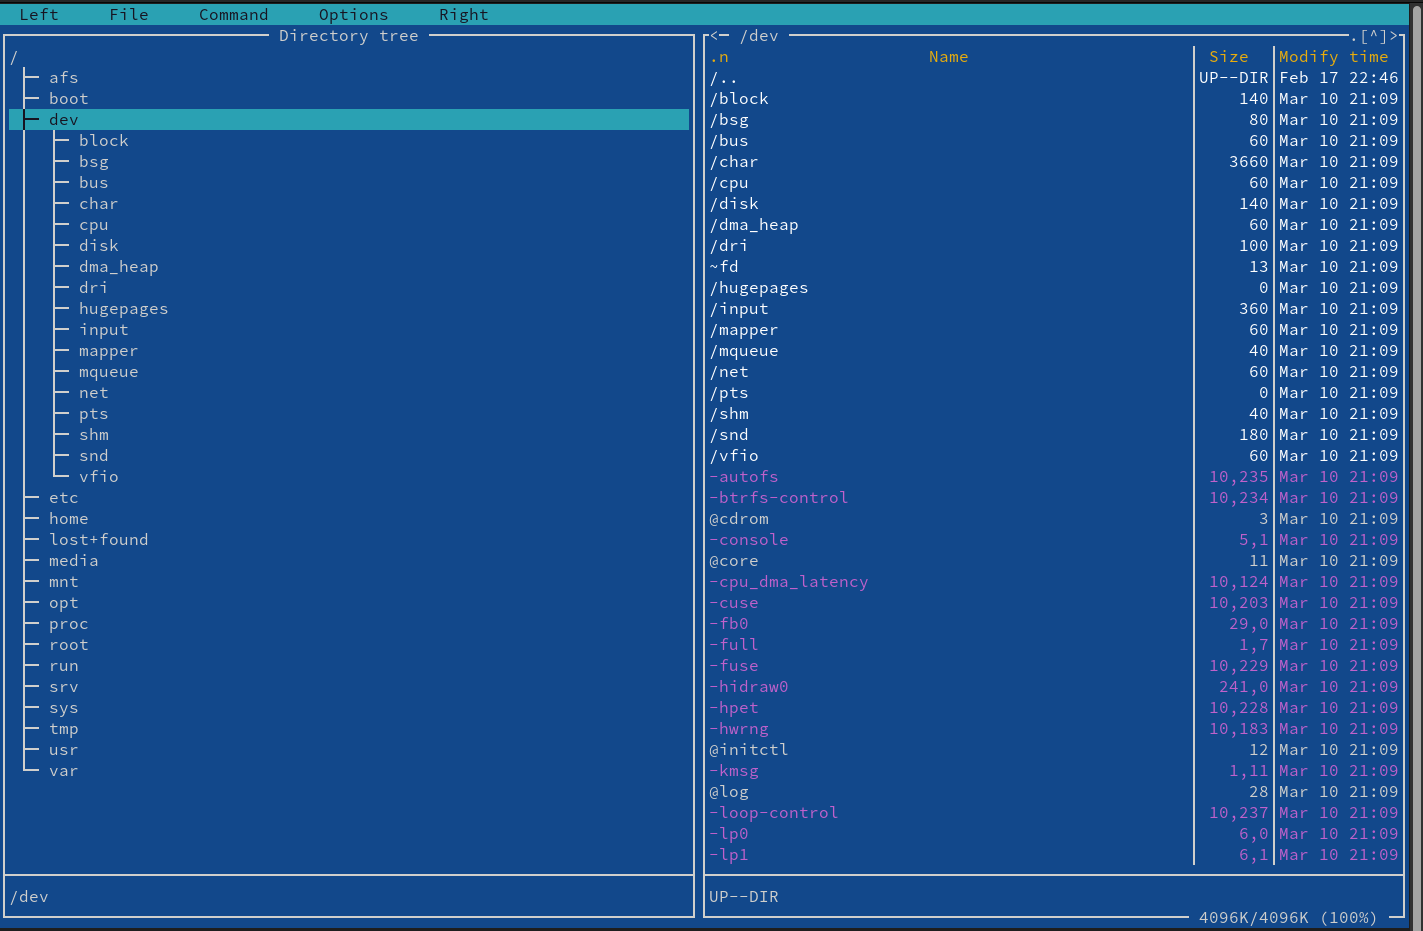 Left File Command Options Right
Directory tree
/
afs
boot
dev
block
bsg
bus
char
cpu
disk
dma_heap
dri
hugepages
input
mapper
mqueue
net
pts
shm
snd
vfio
etc
home
lost+found
media
mnt
opt
proc
root
run
srv
sys
tmp
usr
var
/dev
<─ /dev .[^]>
.n Name Size Modify time
/.. UP--DIR Feb 17 22:46
/block 140 Mar 10 21:09
/bsg 80 Mar 10 21:09
/bus 60 Mar 10 21:09
/char 3660 Mar 10 21:09
/cpu 60 Mar 10 21:09
/disk 140 Mar 10 21:09
/dma_heap 60 Mar 10 21:09
/dri 100 Mar 10 21:09
~fd 13 Mar 10 21:09
/hugepages 0 Mar 10 21:09
/input 360 Mar 10 21:09
/mapper 60 Mar 10 21:09
/mqueue 40 Mar 10 21:09
/net 60 Mar 10 21:09
/pts 0 Mar 10 21:09
/shm 40 Mar 10 21:09
/snd 180 Mar 10 21:09
/vfio 60 Mar 10 21:09
-autofs 10,235 Mar 10 21:09
-btrfs-control 10,234 Mar 10 21:09
@cdrom 3 Mar 10 21:09
-console 5,1 Mar 10 21:09
@core 11 Mar 10 21:09
-cpu_dma_latency 10,124 Mar 10 21:09
-cuse 10,203 Mar 10 21:09
-fb0 29,0 Mar 10 21:09
-full 1,7 Mar 10 21:09
-fuse 10,229 Mar 10 21:09
-hidraw0 241,0 Mar 10 21:09
-hpet 10,228 Mar 10 21:09
-hwrng 10,183 Mar 10 21:09
@initctl 12 Mar 10 21:09
-kmsg 1,11 Mar 10 21:09
@log 28 Mar 10 21:09
-loop-control 10,237 Mar 10 21:09
-lp0 6,0 Mar 10 21:09
-lp1 6,1 Mar 10 21:09
UP--DIR
4096K/4096K (100%)